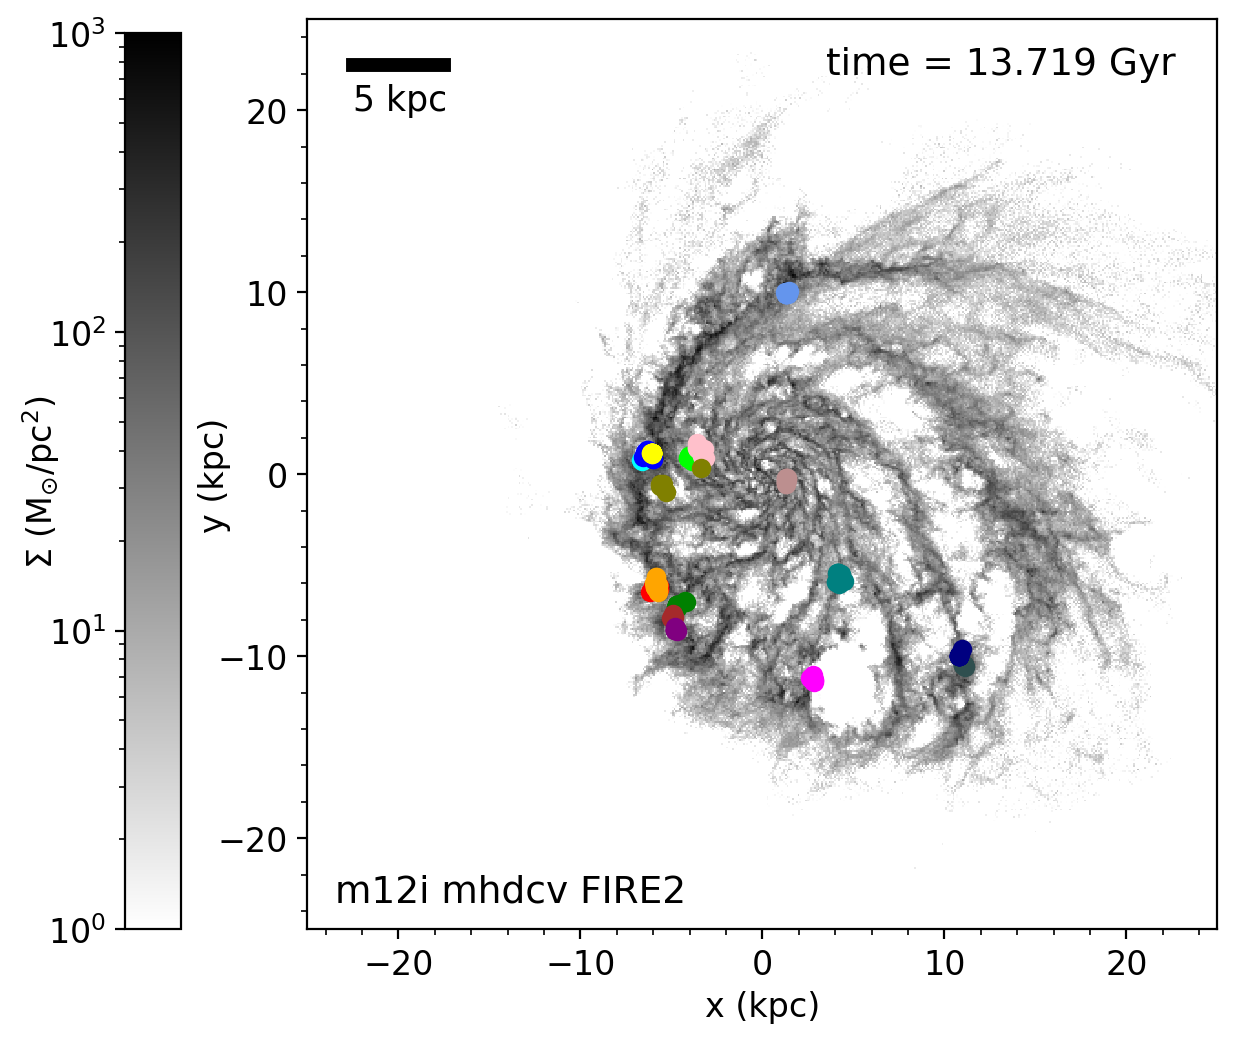 10³
10²
10¹
10⁰
Σ (M☉/pc²)
y (kpc)
20
10
0
−10
−20
5 kpc
time = 13.719 Gyr
m12i mhdcv FIRE2
−20
−10
0
10
20
x (kpc)